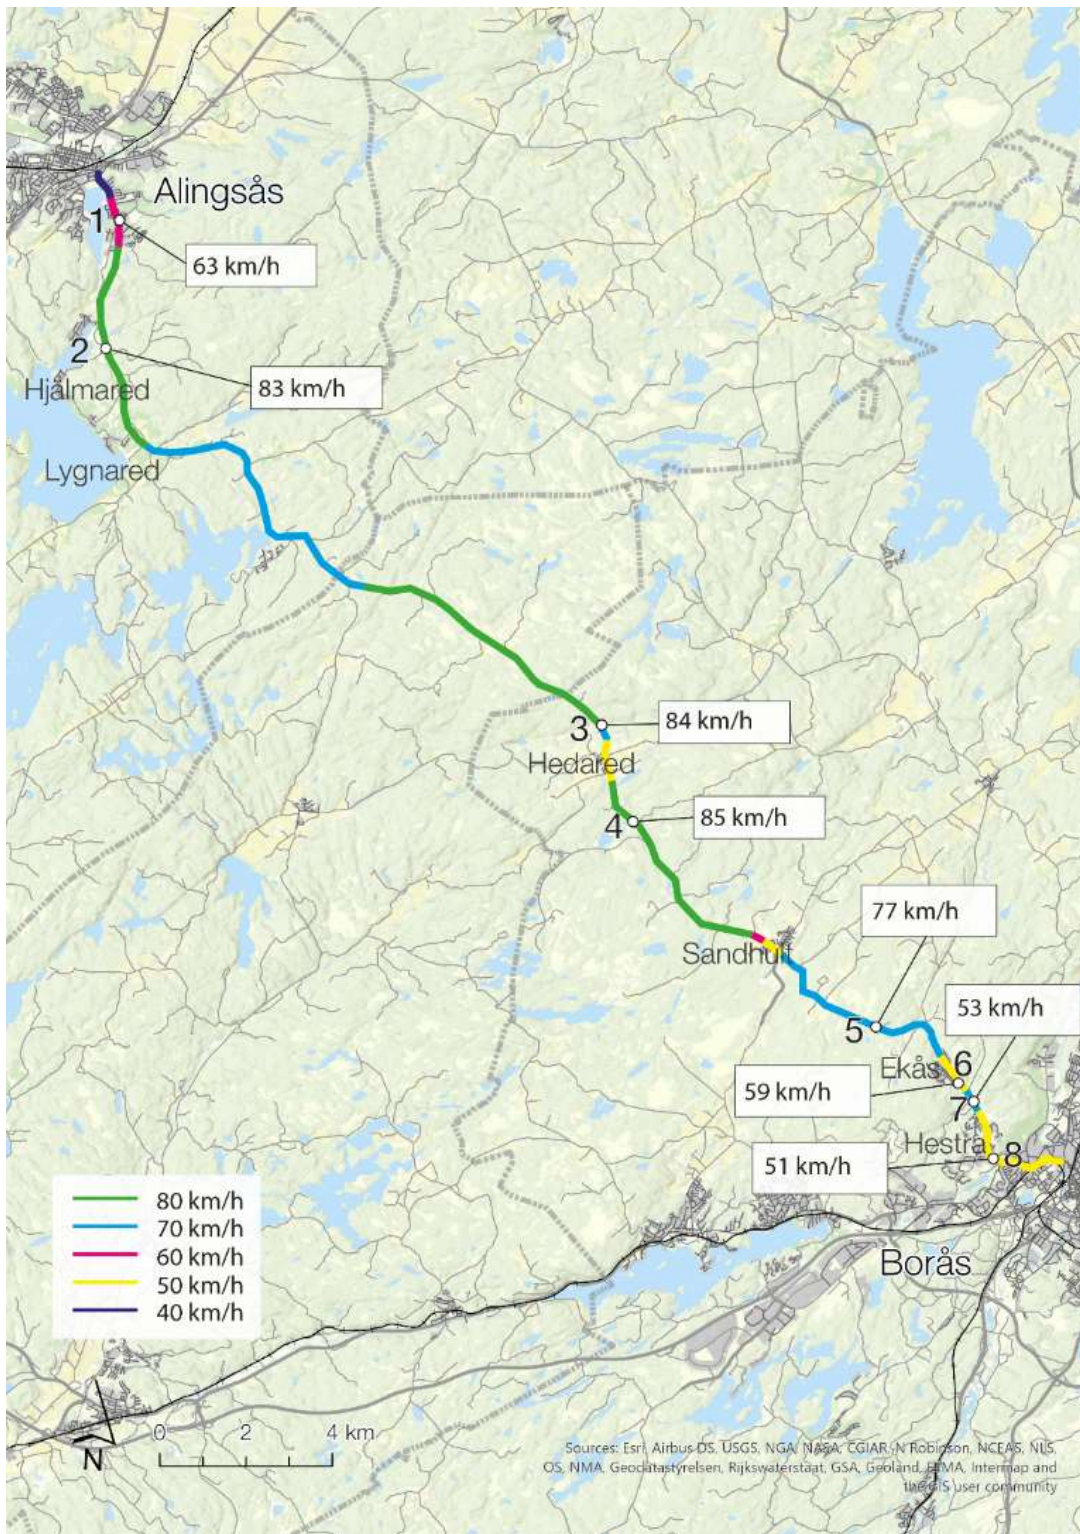 Alingsås
1
63 km/h
2
Hjälmared
83 km/h
Lygnared
3
84 km/h
Hedared
4
85 km/h
77 km/h
Sandhult
53 km/h
5
Ekås
6
59 km/h
7
Hestra
8
51 km/h
80 km/h
70 km/h
60 km/h
50 km/h
40 km/h
Borås
0 2 4 km
N
Sources: Esri, Airbus DS, USGS, NGA, NASA, CGIAR, N Robinson, NCEAS, NLS,
OS, NMA, Geodatastyrelsen, Rijkswaterstaat, GSA, Geoland, FEMA, Intermap and
the GIS user community